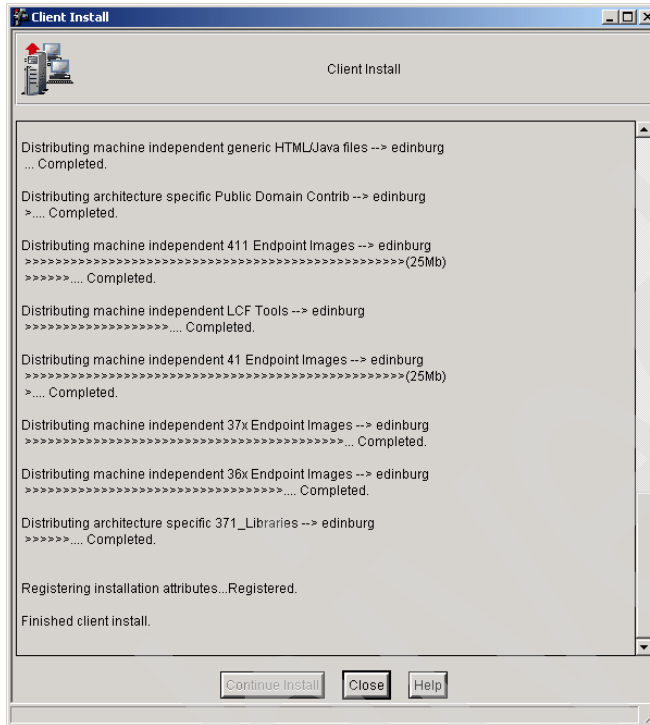 Client Install
Client Install
Distributing machine independent generic HTML/Java files --> edinburg
... Completed.
Distributing architecture specific Public Domain Contrib --> edinburg
>.... Completed.
Distributing machine independent 411 Endpoint Images --> edinburg
>>>>>>>>>>>>>>>>>>>>>>>>>>>>>>>>>>>>>>>>>>>>>>>>>>(25Mb)
>>>>>>.... Completed.
Distributing machine independent LCF Tools --> edinburg
>>>>>>>>>>>>>>>>>>>.... Completed.
Distributing machine independent 41 Endpoint Images --> edinburg
>>>>>>>>>>>>>>>>>>>>>>>>>>>>>>>>>>>>>>>>>>>>>>>>>>(25Mb)
>.... Completed.
Distributing machine independent 37x Endpoint Images --> edinburg
>>>>>>>>>>>>>>>>>>>>>>>>>>>>>>>>>>>>>>>>>>... Completed.
Distributing machine independent 36x Endpoint Images --> edinburg
>>>>>>>>>>>>>>>>>>>>>>>>>>>>>>>>>>.... Completed.
Distributing architecture specific 371_Libraries --> edinburg
>>>>>>.... Completed.
Registering installation attributes...Registered.
Finished client install.
Continue Install Close Help